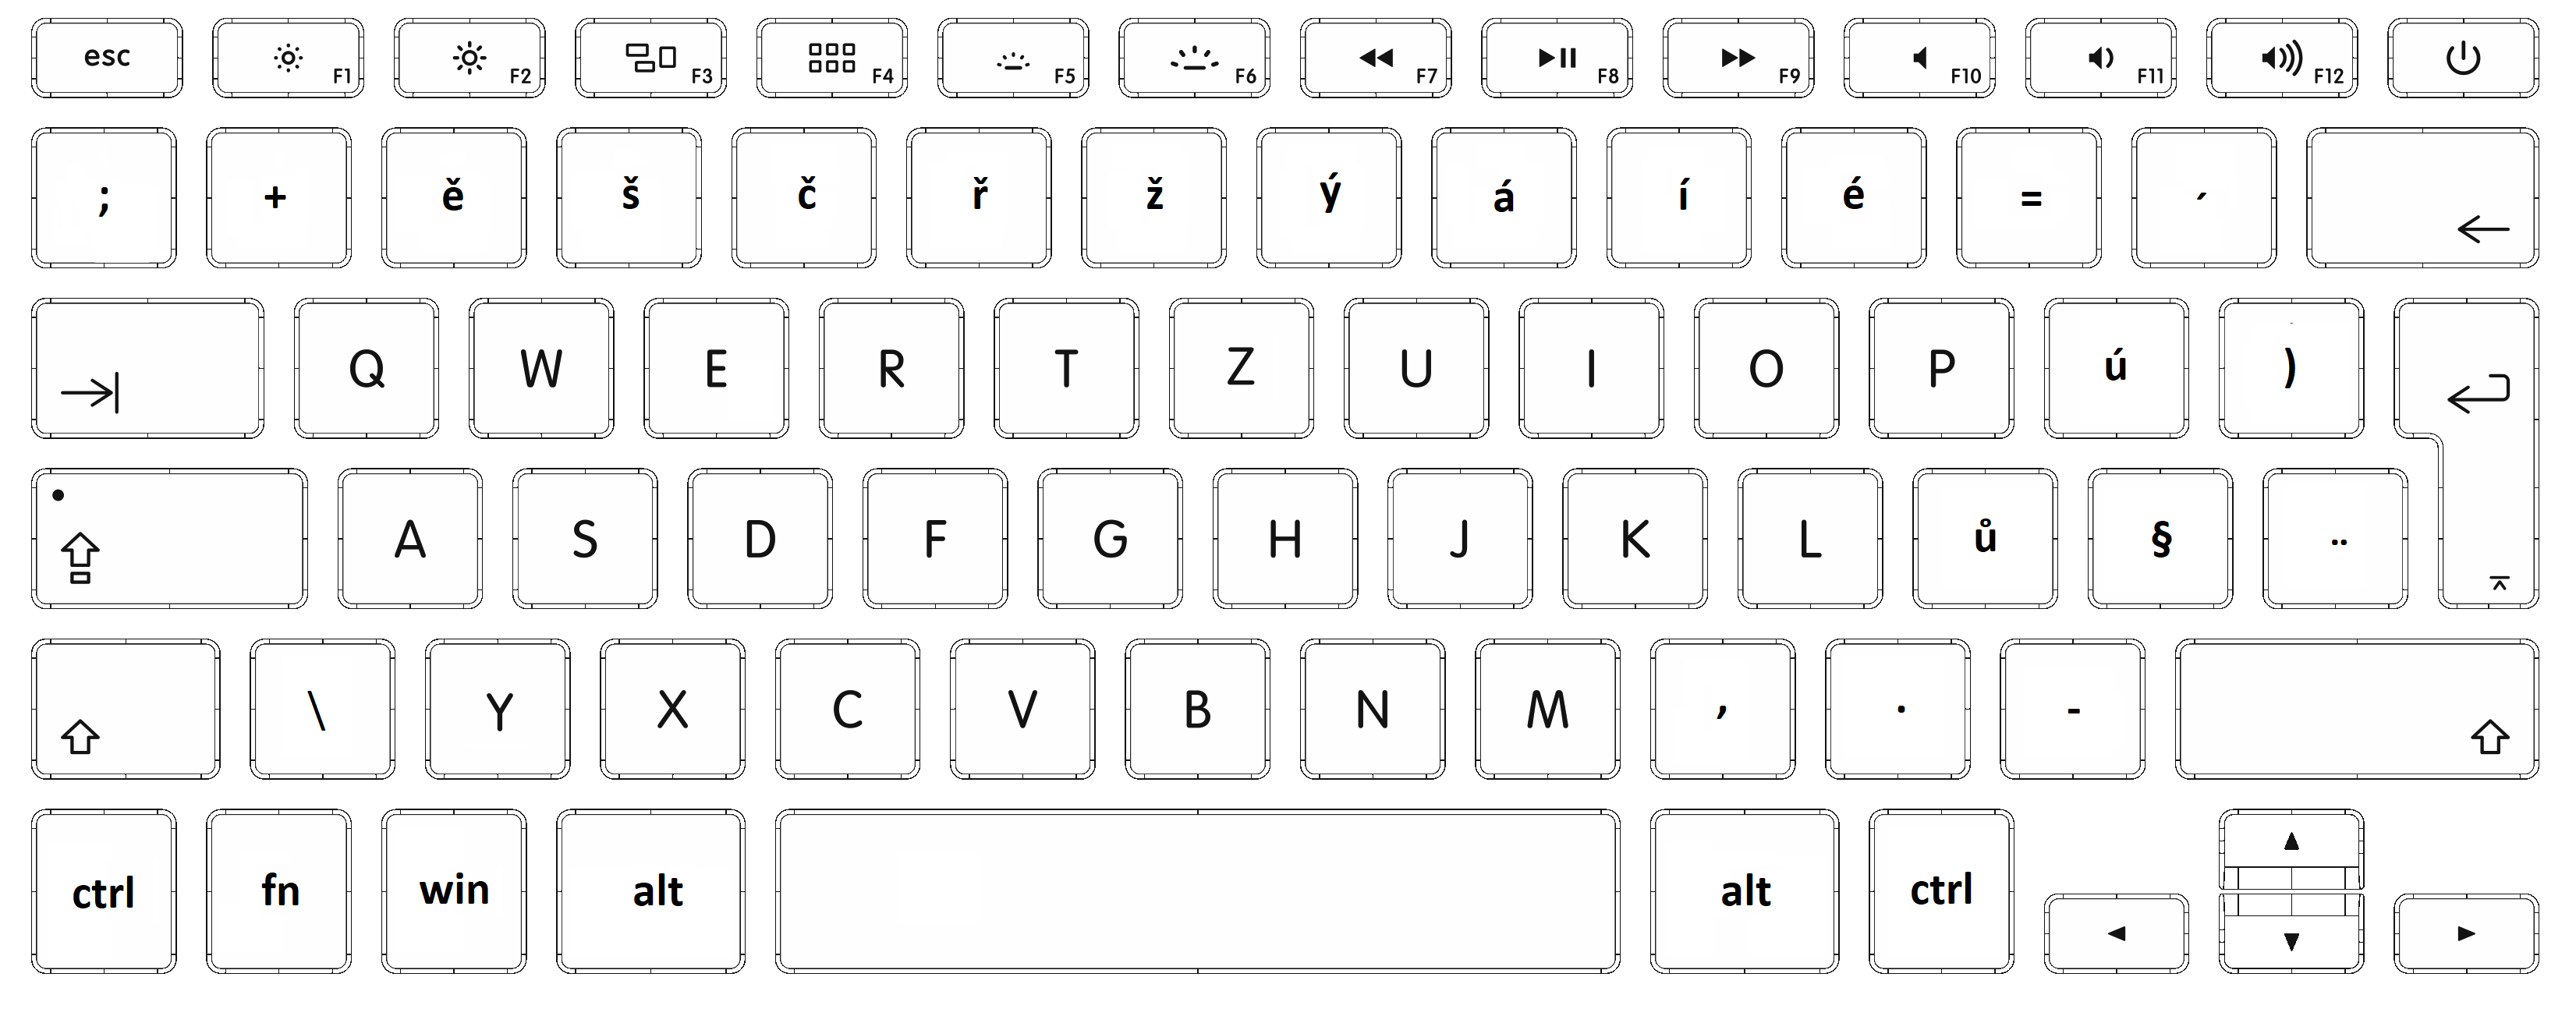 esc F1 F2 F3 F4 F5 F6 F7 F8 F9 F10 F11 F12
; + ě š č ř ž ý á í é = ´
Q W E R T Z U I O P ú )
A S D F G H J K L ů § ¨
\ Y X C V B N M , . -
ctrl fn win alt alt ctrl